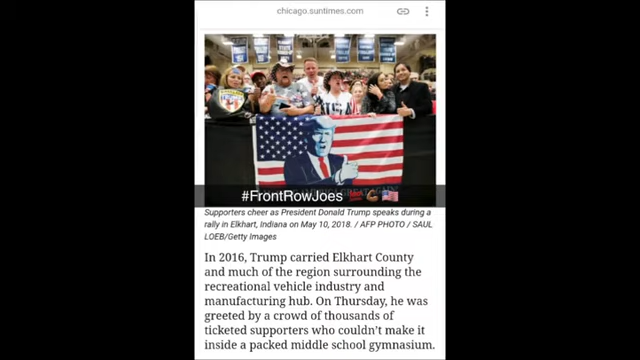 chicago.suntimes.com
#FrontRowJoes
Supporters cheer as President Donald Trump speaks during a
rally in Elkhart, Indiana on May 10, 2018. / AFP PHOTO / SAUL
LOEB/Getty Images
In 2016, Trump carried Elkhart County
and much of the region surrounding the
recreational vehicle industry and
manufacturing hub. On Thursday, he was
greeted by a crowd of thousands of
ticketed supporters who couldn't make it
inside a packed middle school gymnasium.